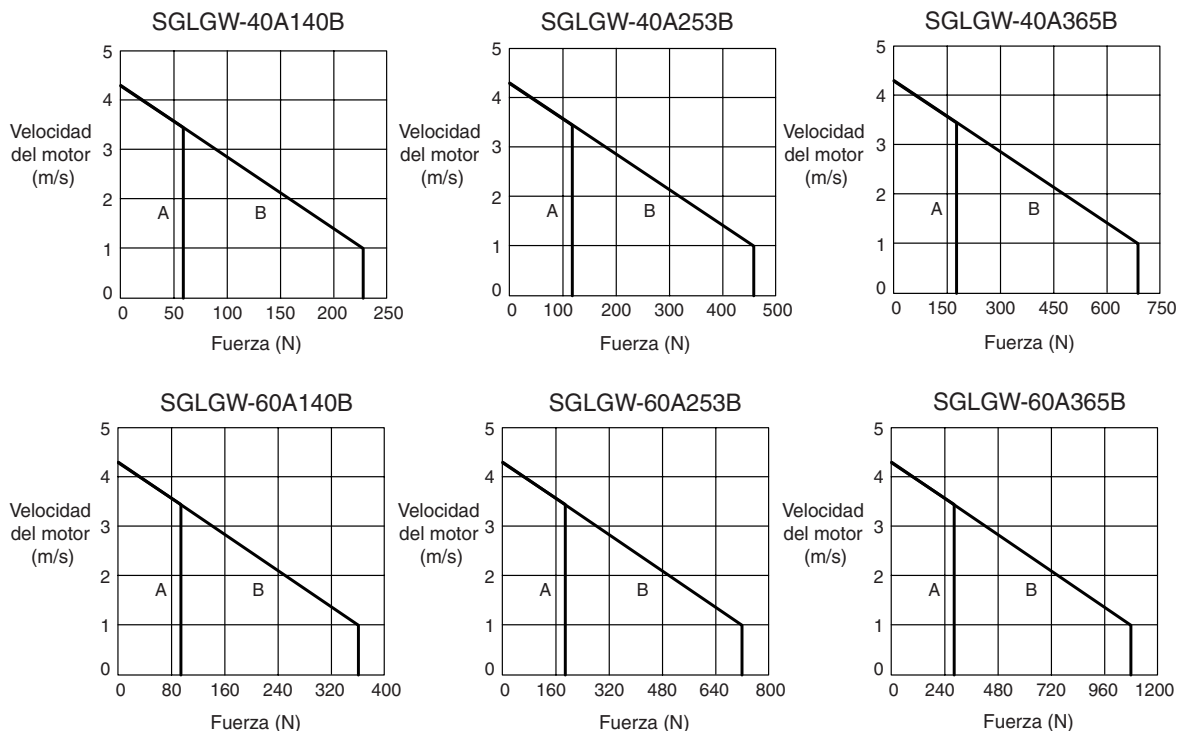 SGLGW-40A140B
5
4
3
2
1
0
Velocidad
del motor
(m/s)
A
B
0 50 100 150 200 250
Fuerza (N)
SGLGW-40A253B
5
4
3
2
1
0
Velocidad
del motor
(m/s)
A
B
0 100 200 300 400 500
Fuerza (N)
SGLGW-40A365B
5
4
3
2
1
0
Velocidad
del motor
(m/s)
A
B
0 150 300 450 600 750
Fuerza (N)
SGLGW-60A140B
5
4
3
2
1
0
Velocidad
del motor
(m/s)
A
B
0 80 160 240 320 400
Fuerza (N)
SGLGW-60A253B
5
4
3
2
1
0
Velocidad
del motor
(m/s)
A
B
0 160 320 480 640 800
Fuerza (N)
SGLGW-60A365B
5
4
3
2
1
0
Velocidad
del motor
(m/s)
A
B
0 240 480 720 960 1200
Fuerza (N)